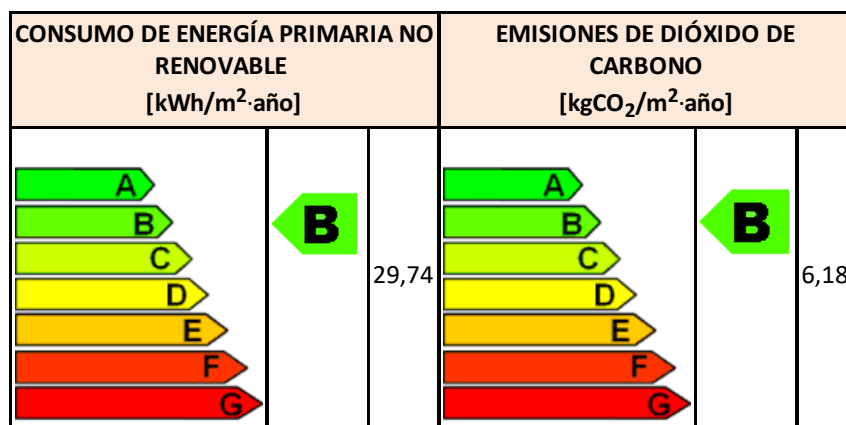 CONSUMO DE ENERGÍA PRIMARIA NO
RENOVABLE
[kWh/m²·año]
EMISIONES DE DIÓXIDO DE
CARBONO
[kgCO₂/m²·año]
A
B
C
D
E
F
G
B
29,74
A
B
C
D
E
F
G
B
6,18